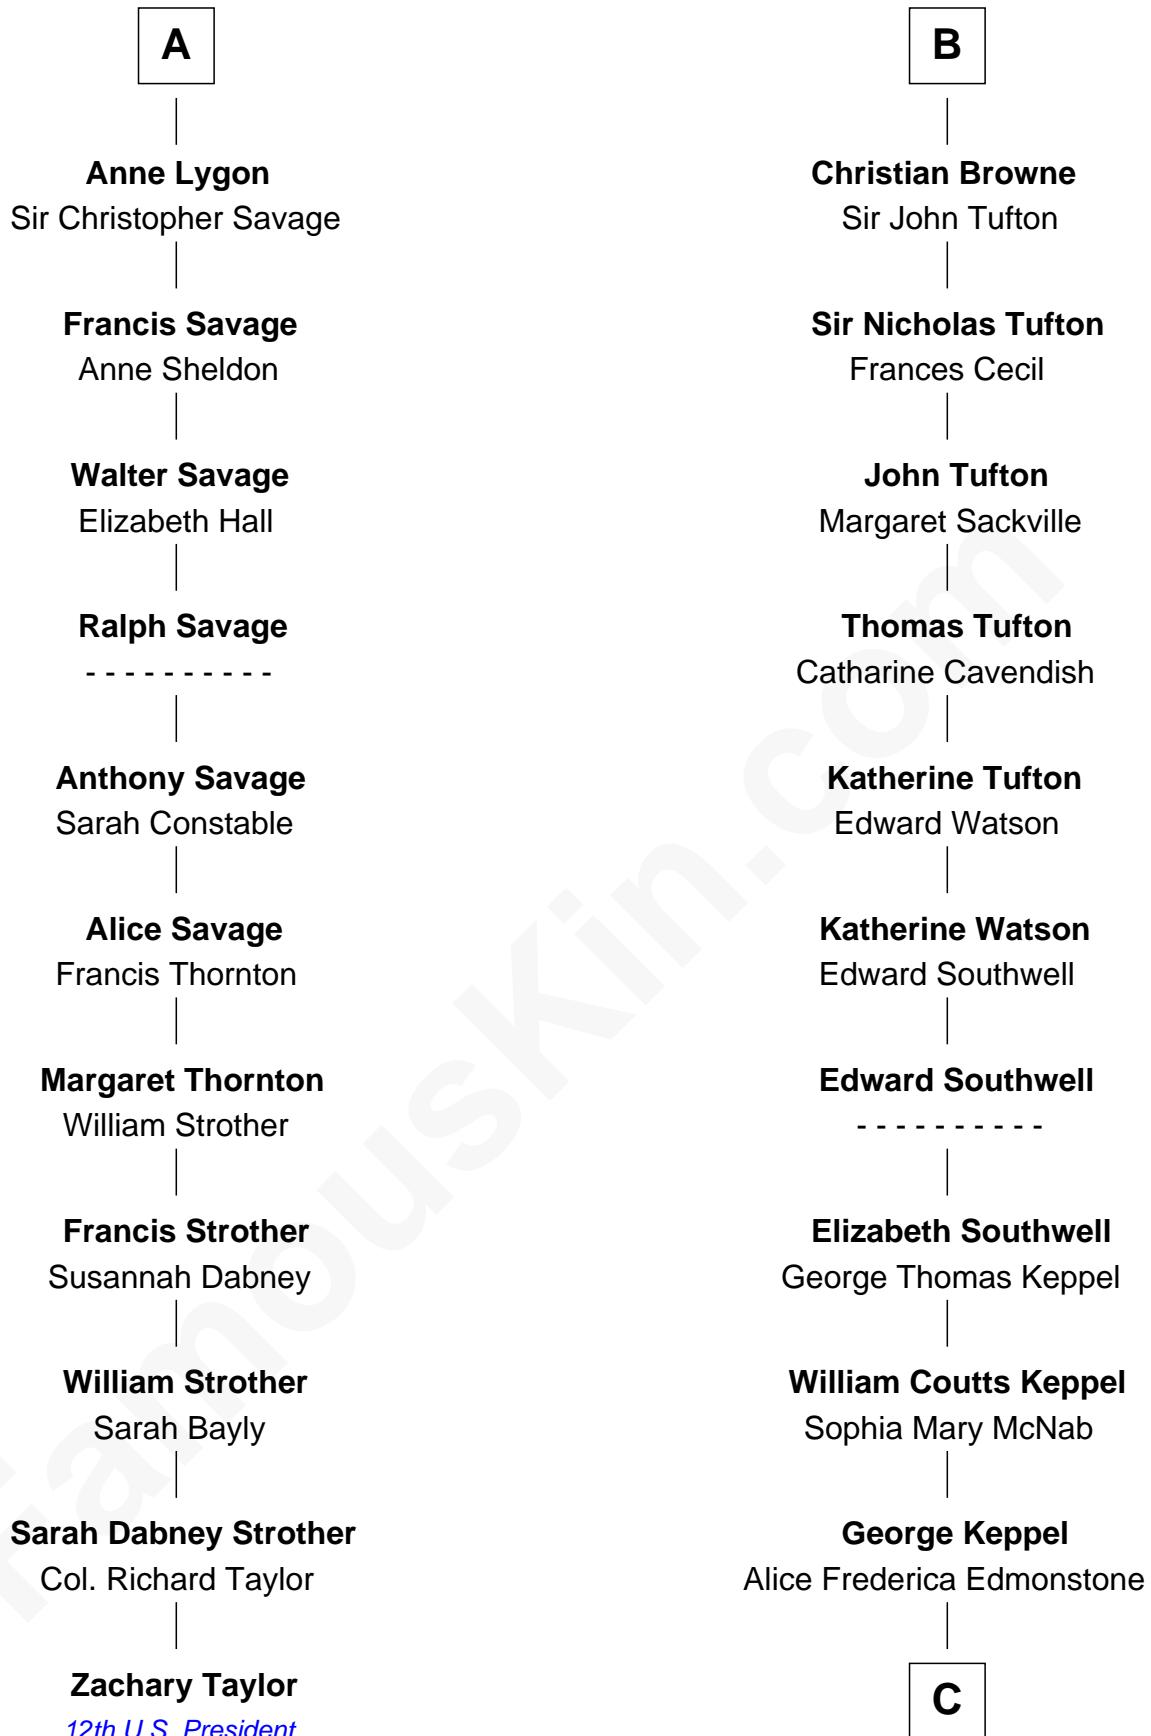 A
Anne Lygon
Sir Christopher Savage
Francis Savage
Anne Sheldon
Walter Savage
Elizabeth Hall
Ralph Savage
- - - - - - - - - -
Anthony Savage
Sarah Constable
Alice Savage
Francis Thornton
Margaret Thornton
William Strother
Francis Strother
Susannah Dabney
William Strother
Sarah Bayly
Sarah Dabney Strother
Col. Richard Taylor
Zachary Taylor
12th U.S. President
B
Christian Browne
Sir John Tufton
Sir Nicholas Tufton
Frances Cecil
John Tufton
Margaret Sackville
Thomas Tufton
Catharine Cavendish
Katherine Tufton
Edward Watson
Katherine Watson
Edward Southwell
Edward Southwell
- - - - - - - - - -
Elizabeth Southwell
George Thomas Keppel
William Coutts Keppel
Sophia Mary McNab
George Keppel
Alice Frederica Edmonstone
C
FamousKin.com